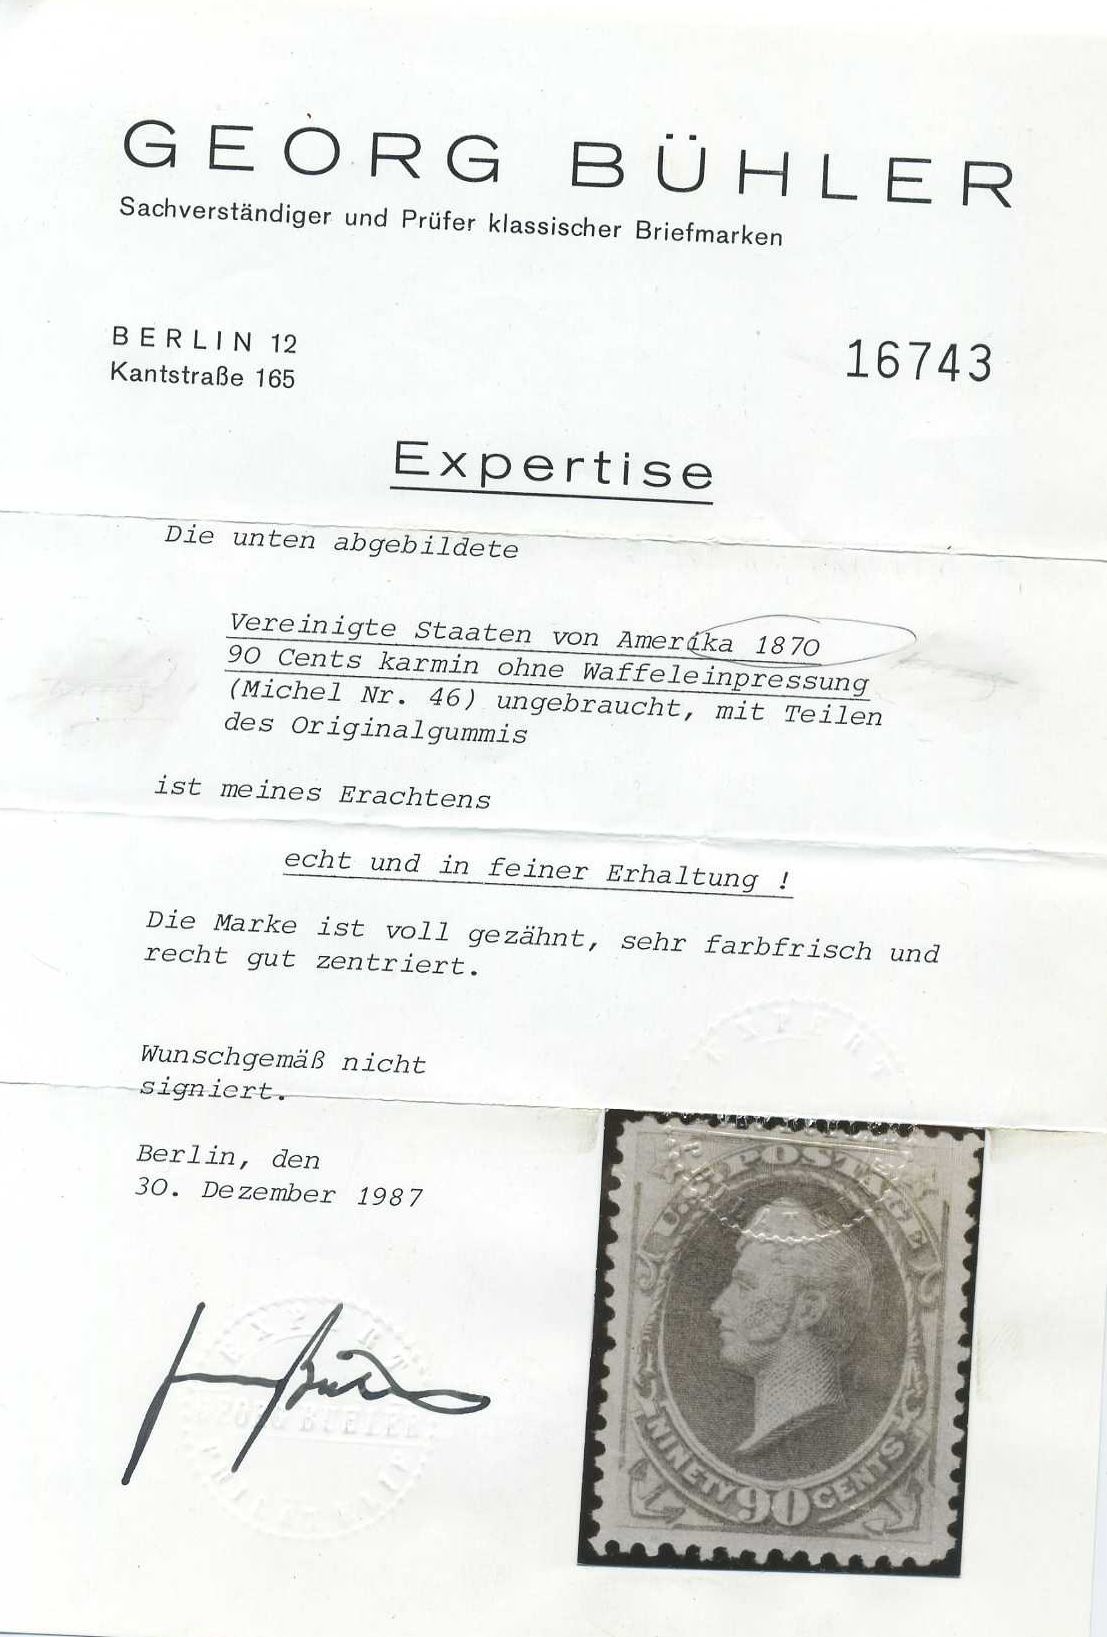 GEORG BÜHLER
Sachverständiger und Prüfer klassischer Briefmarken
BERLIN 12
Kantstraße 165
16743
Expertise
Die unten abgebildete
Vereinigte Staaten von Amerika 1870
90 Cents karmin ohne Waffeleinpressung
(Michel Nr. 46) ungebraucht, mit Teilen
des Originalgummis
ist meines Erachtens
echt und in feiner Erhaltung !
Die Marke ist voll gezähnt, sehr farbfrisch und
recht gut zentriert.
Wunschgemäß nicht
signiert.
Berlin, den
30. Dezember 1987
U.S. POSTAGE
NINETY 90 CENTS
GEORG BÜHLER